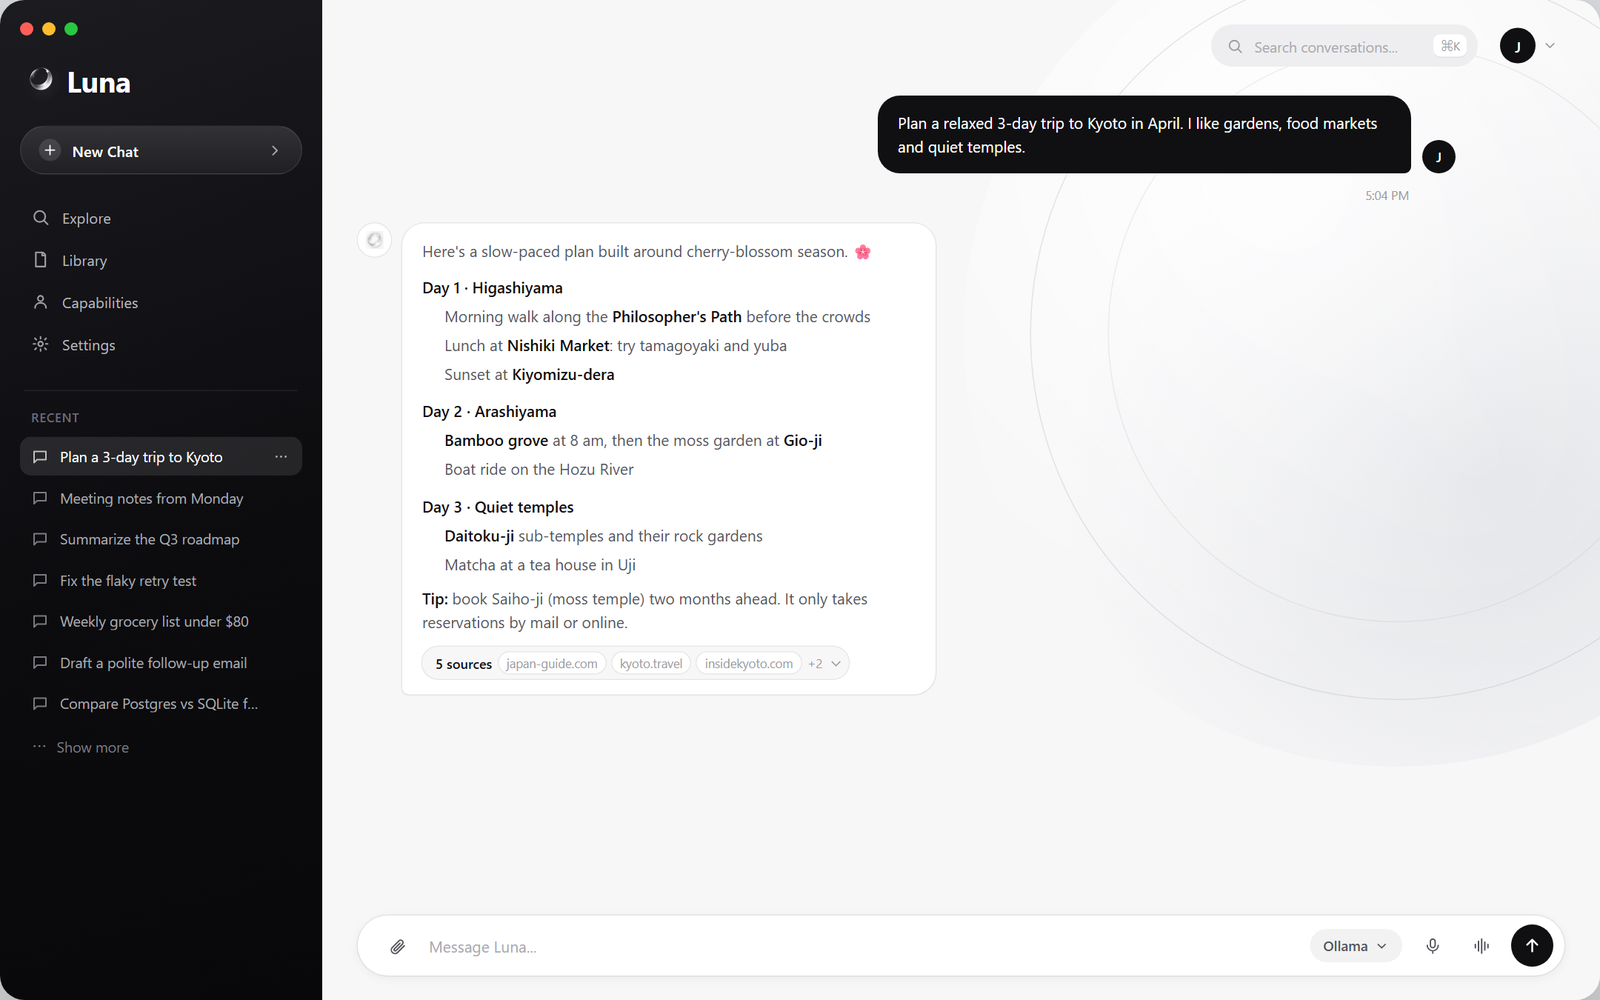 Luna
New Chat
Explore
Library
Capabilities
Settings
RECENT
Plan a 3-day trip to Kyoto
Meeting notes from Monday
Summarize the Q3 roadmap
Fix the flaky retry test
Weekly grocery list under $80
Draft a polite follow-up email
Compare Postgres vs SQLite f...
Show more
Search conversations... ⌘K
J
Plan a relaxed 3-day trip to Kyoto in April. I like gardens, food markets
and quiet temples.
J
5:04 PM
Here's a slow-paced plan built around cherry-blossom season. 🌸
Day 1 · Higashiyama
Morning walk along the Philosopher's Path before the crowds
Lunch at Nishiki Market: try tamagoyaki and yuba
Sunset at Kiyomizu-dera
Day 2 · Arashiyama
Bamboo grove at 8 am, then the moss garden at Gio-ji
Boat ride on the Hozu River
Day 3 · Quiet temples
Daitoku-ji sub-temples and their rock gardens
Matcha at a tea house in Uji
Tip: book Saiho-ji (moss temple) two months ahead. It only takes
reservations by mail or online.
5 sources japan-guide.com kyoto.travel insidekyoto.com +2
Message Luna...
Ollama